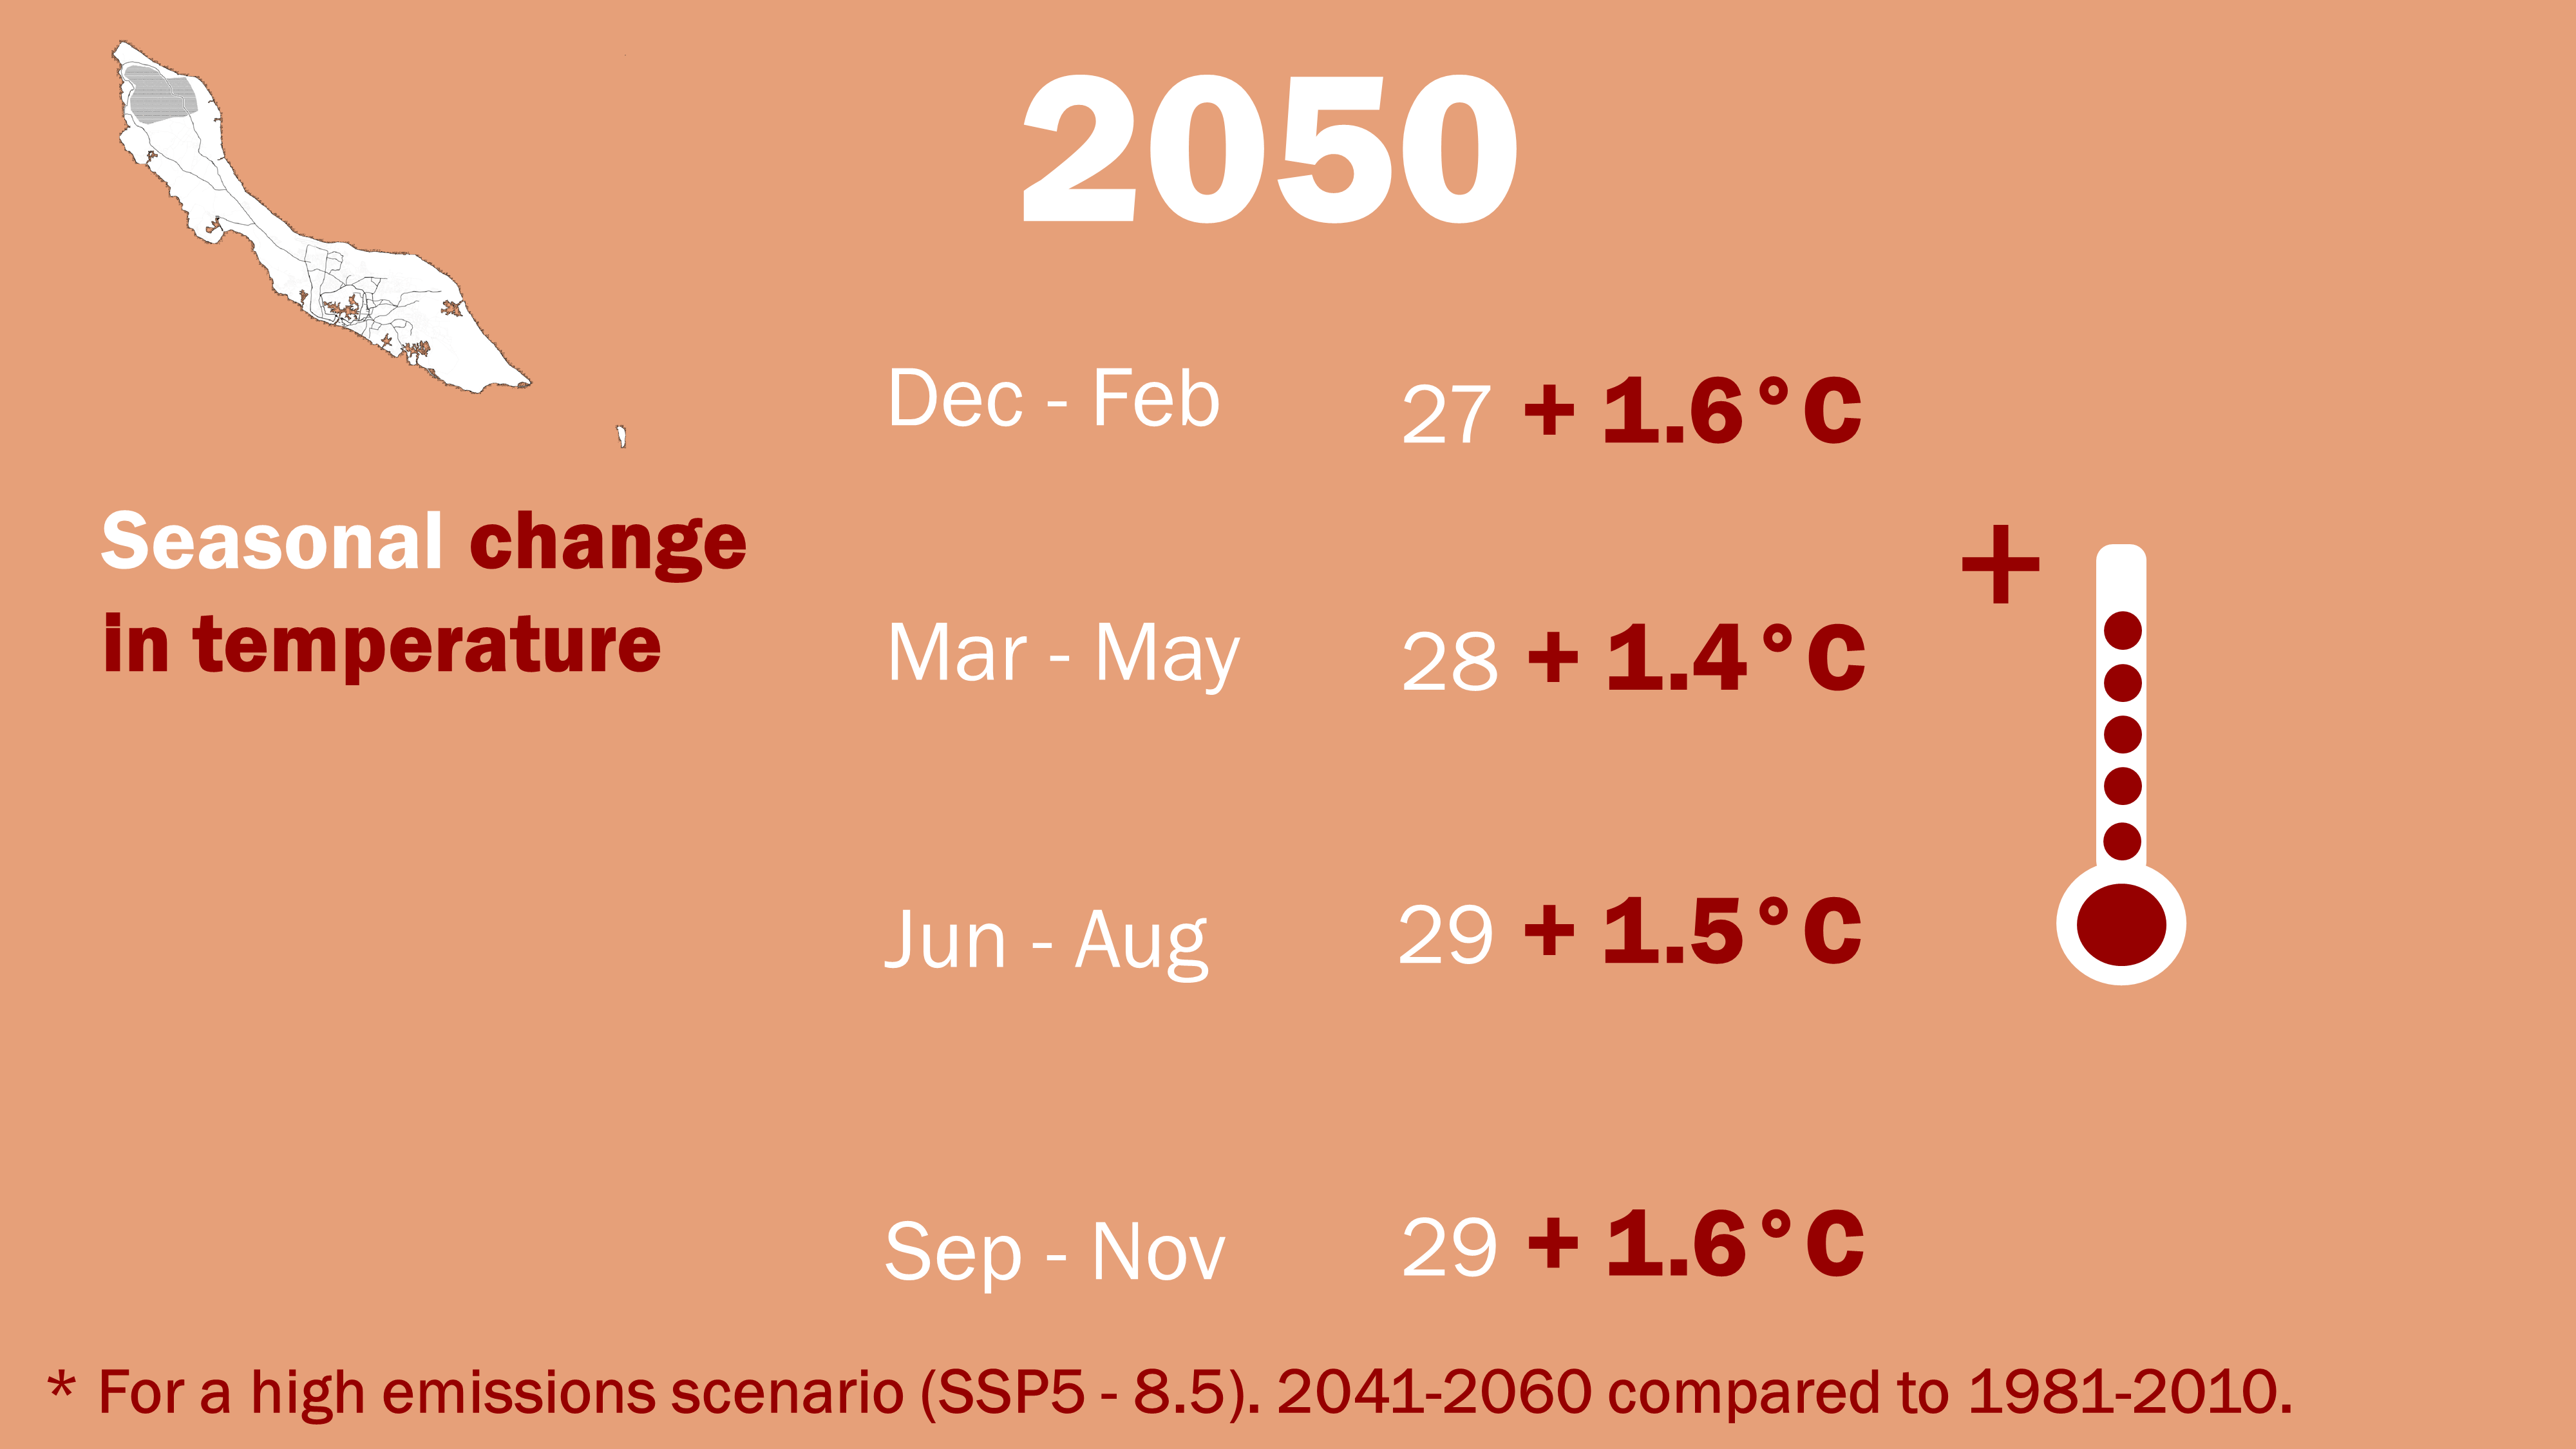 2050
Seasonal change
in temperature
Dec - Feb 27 + 1.6°C
Mar - May 28 + 1.4°C
Jun - Aug 29 + 1.5°C
Sep - Nov 29 + 1.6°C
+
* For a high emissions scenario (SSP5 - 8.5). 2041-2060 compared to 1981-2010.